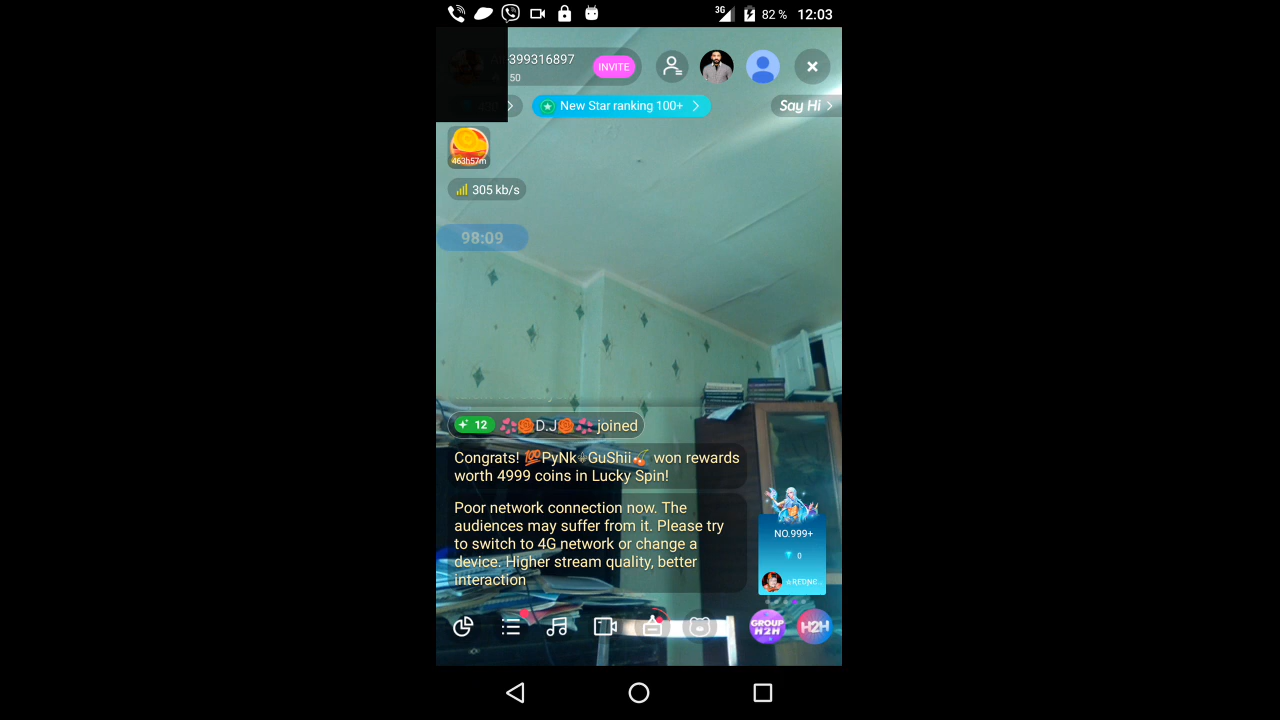 3G
82 %
12:03
399316897
50
INVITE
New Star ranking 100+
Say Hi
463h57m
305 kb/s
98:09
12 💞🌹D.J🌹💞 joined
Congrats! 💯PyNk⚜GuShii🍒 won rewards
worth 4999 coins in Lucky Spin!
Poor network connection now. The
audiences may suffer from it. Please try
to switch to 4G network or change a
device. Higher stream quality, better
interaction
NO.999+
0
☆REDNE...
GROUP
H2H
H2H